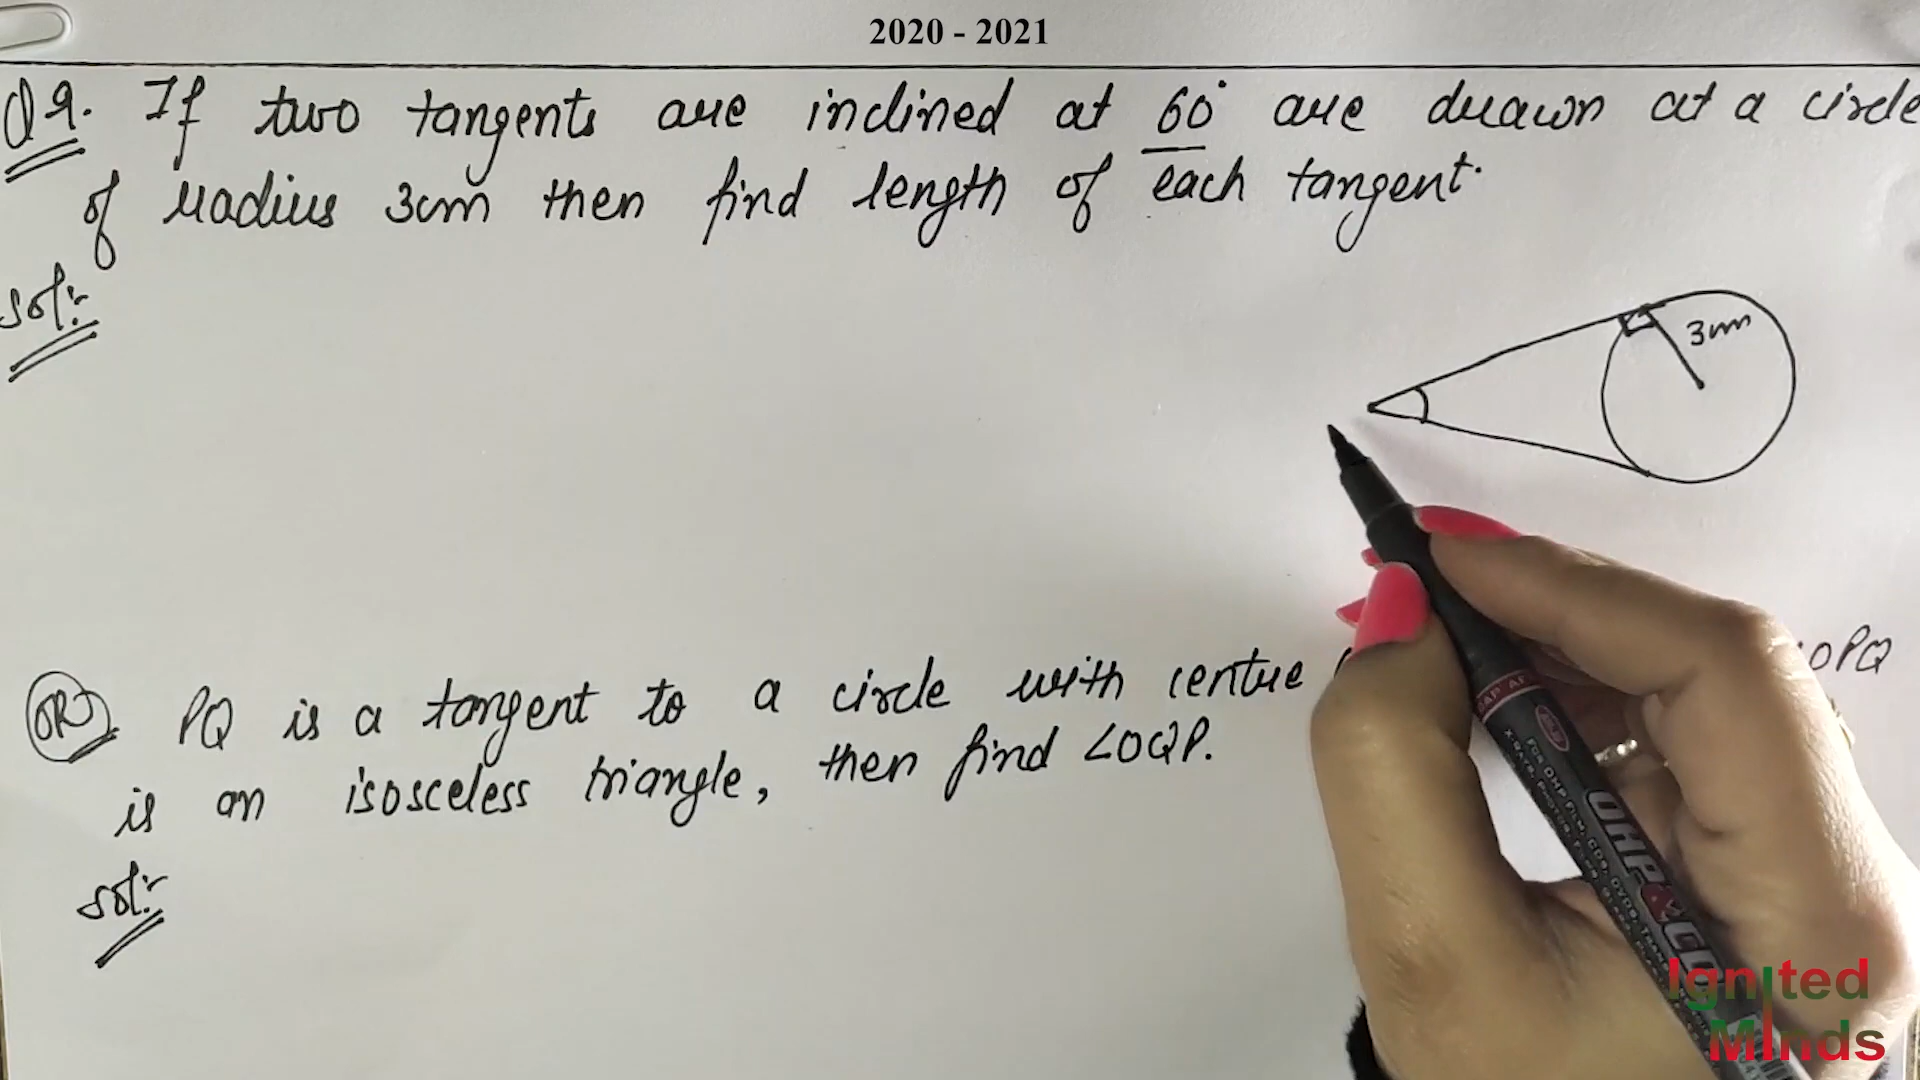 2020 - 2021
Q9. If two tangents are inclined at 60° are drawn at a circle
of radius 3cm then find length of each tangent.
Sol:-
3cm
OR PQ is a tangent to a circle with centre OPQ
is an isosceless triangle, then find ∠OQP.
Sol:-
OHP
Ignited
Minds